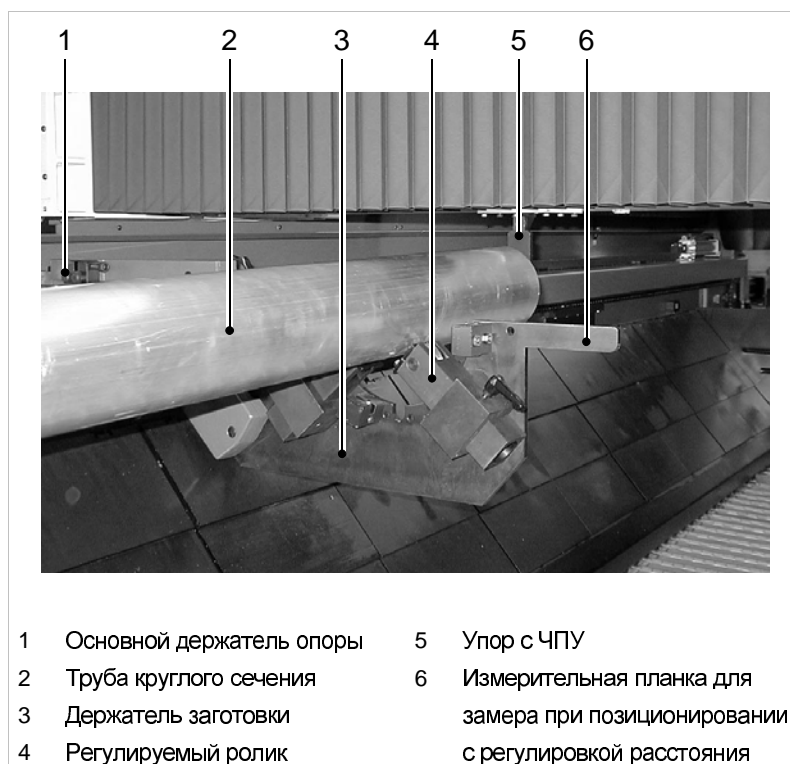 1 2 3 4 5 6
1 Основной держатель опоры
2 Труба круглого сечения
3 Держатель заготовки
4 Регулируемый ролик
5 Упор с ЧПУ
6 Измерительная планка для
замера при позиционировании
с регулировкой расстояния